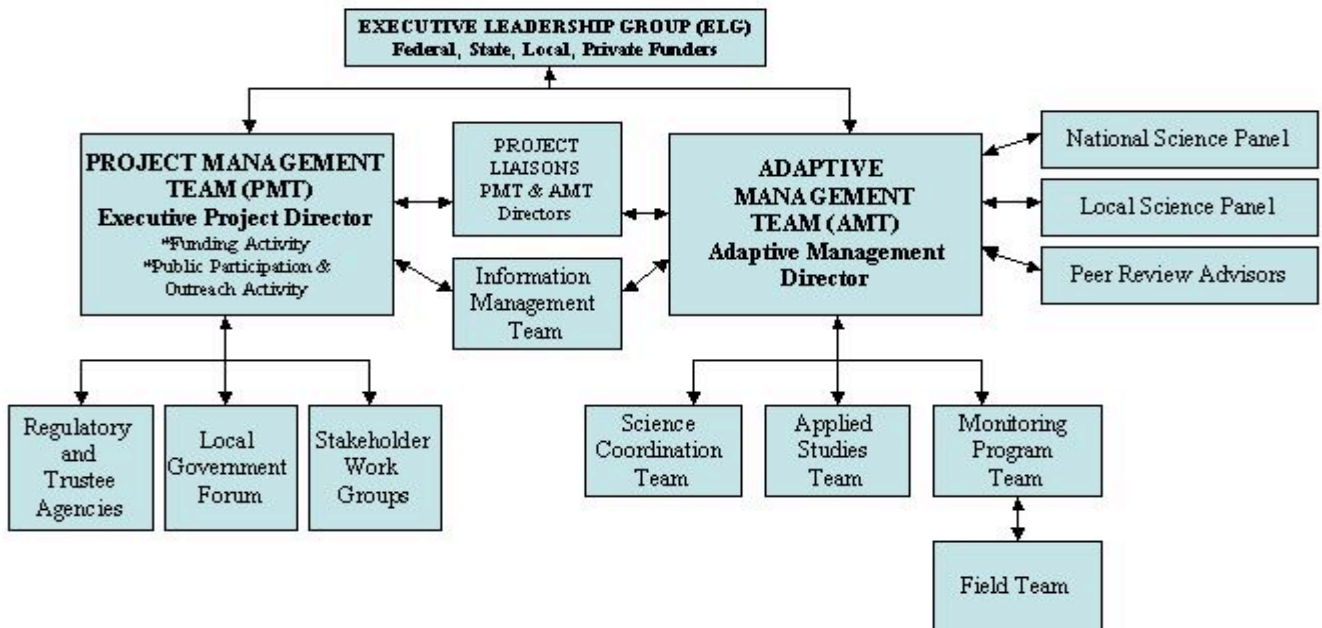 EXECUTIVE LEADERSHIP GROUP (ELG)
Federal, State, Local, Private Funders
PROJECT MANAGEMENT
TEAM (PMT)
Executive Project Director
*Funding Activity
*Public Participation &
Outreach Activity
PROJECT
LIAISONS
PMT & AMT
Directors
Information
Management
Team
ADAPTIVE
MANAGEMENT
TEAM (AMT)
Adaptive Management
Director
National Science Panel
Local Science Panel
Peer Review Advisors
Regulatory
and
Trustee
Agencies
Local
Government
Forum
Stakeholder
Work
Groups
Science
Coordination
Team
Applied
Studies
Team
Monitoring
Program
Team
Field Team